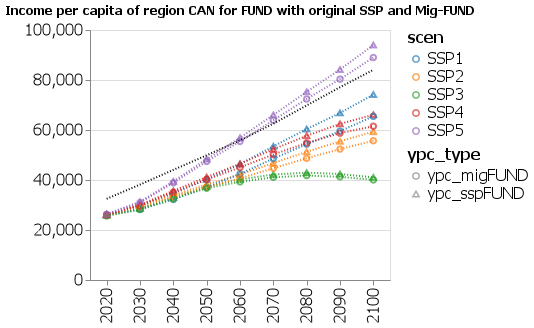 Income per capita of region CAN for FUND with original SSP and Mig-FUND
100,000
80,000
60,000
40,000
20,000
0
2020 2030 2040 2050 2060 2070 2080 2090 2100
scen
SSP1
SSP2
SSP3
SSP4
SSP5
ypc_type
ypc_migFUND
ypc_sspFUND